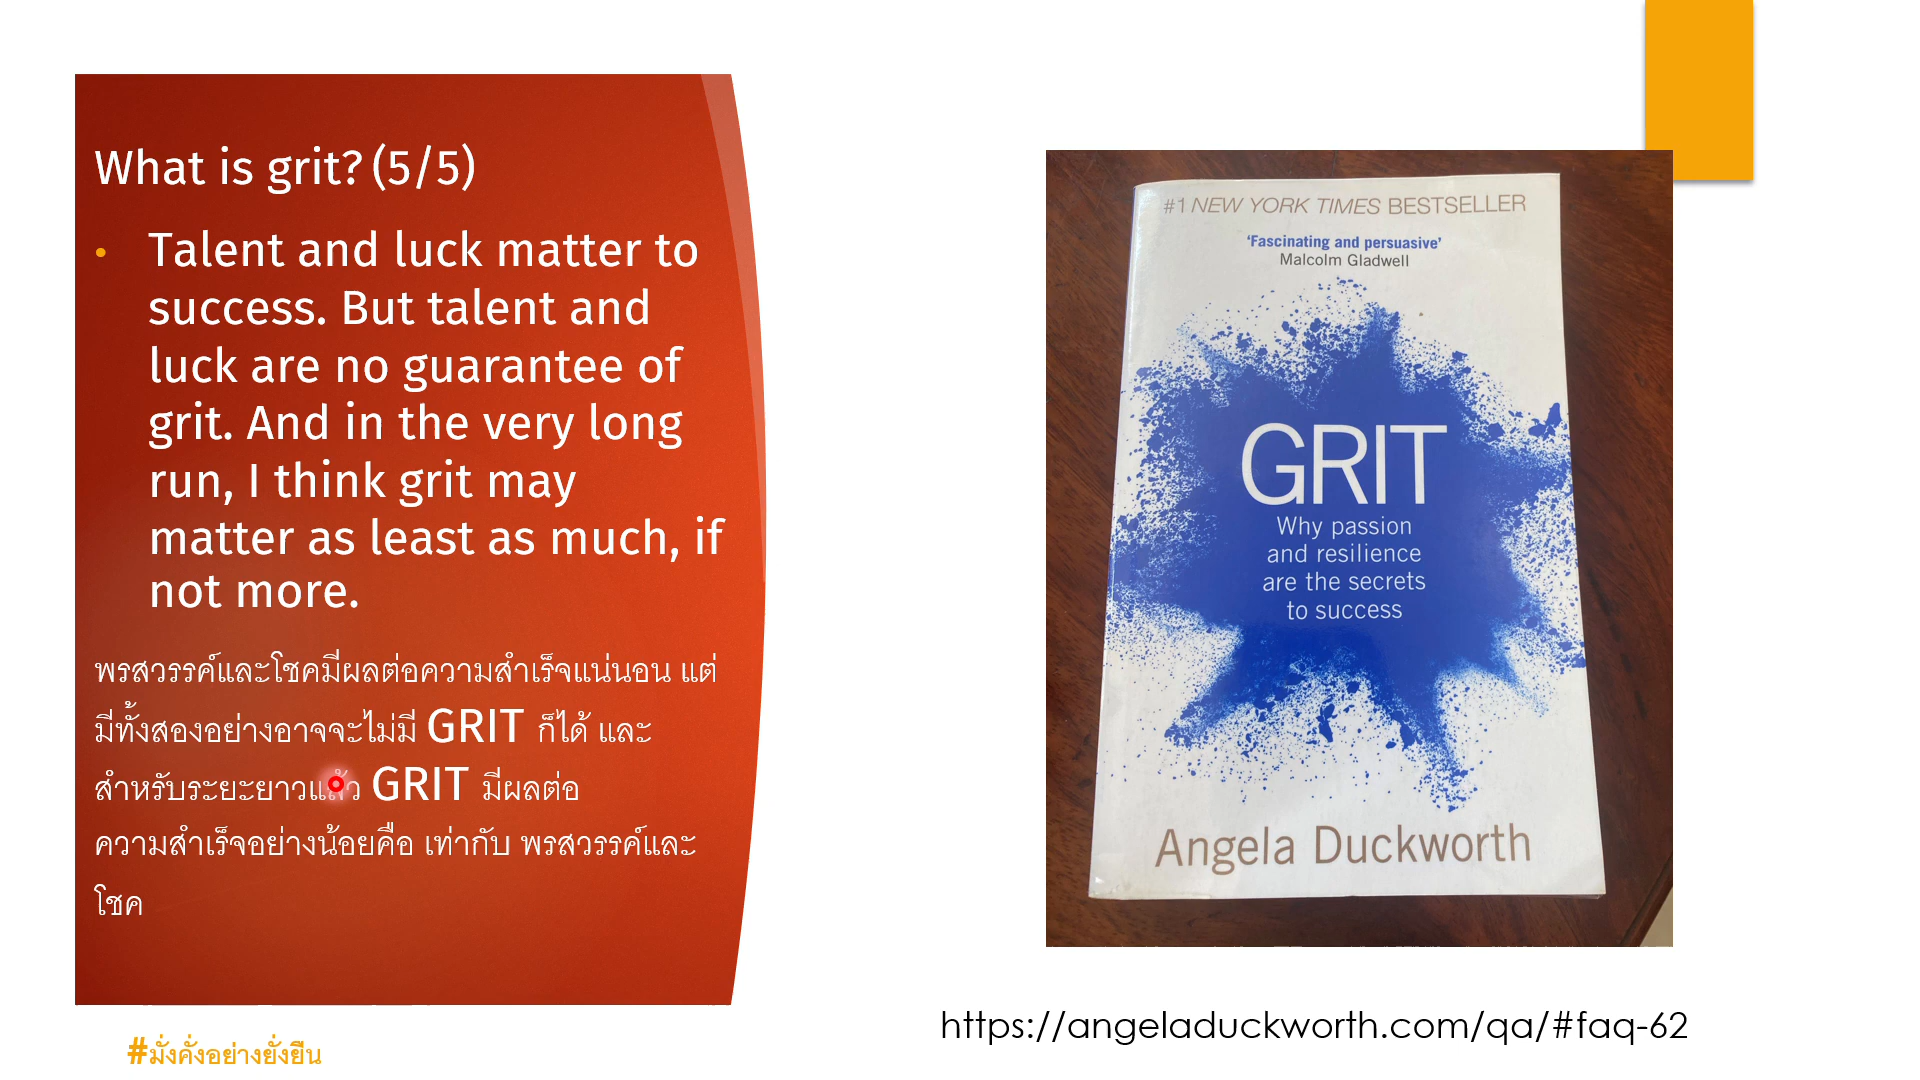 What is grit? (5/5)
• Talent and luck matter to
success. But talent and
luck are no guarantee of
grit. And in the very long
run, I think grit may
matter as least as much, if
not more.
พรสวรรค์และโชคมีผลต่อความสำเร็จแน่นอน แต่
มีทั้งสองอย่างอาจจะไม่มี GRIT ก็ได้ และ
สำหรับระยะยาวแล้ว GRIT มีผลต่อ
ความสำเร็จอย่างน้อยคือ เท่ากับ พรสวรรค์และ
โชค
#มั่งคั่งอย่างยั่งยืน
#1 NEW YORK TIMES BESTSELLER
‘Fascinating and persuasive’
Malcolm Gladwell
GRIT
Why passion
and resilience
are the secrets
to success
Angela Duckworth
https://angeladuckworth.com/qa/#faq-62